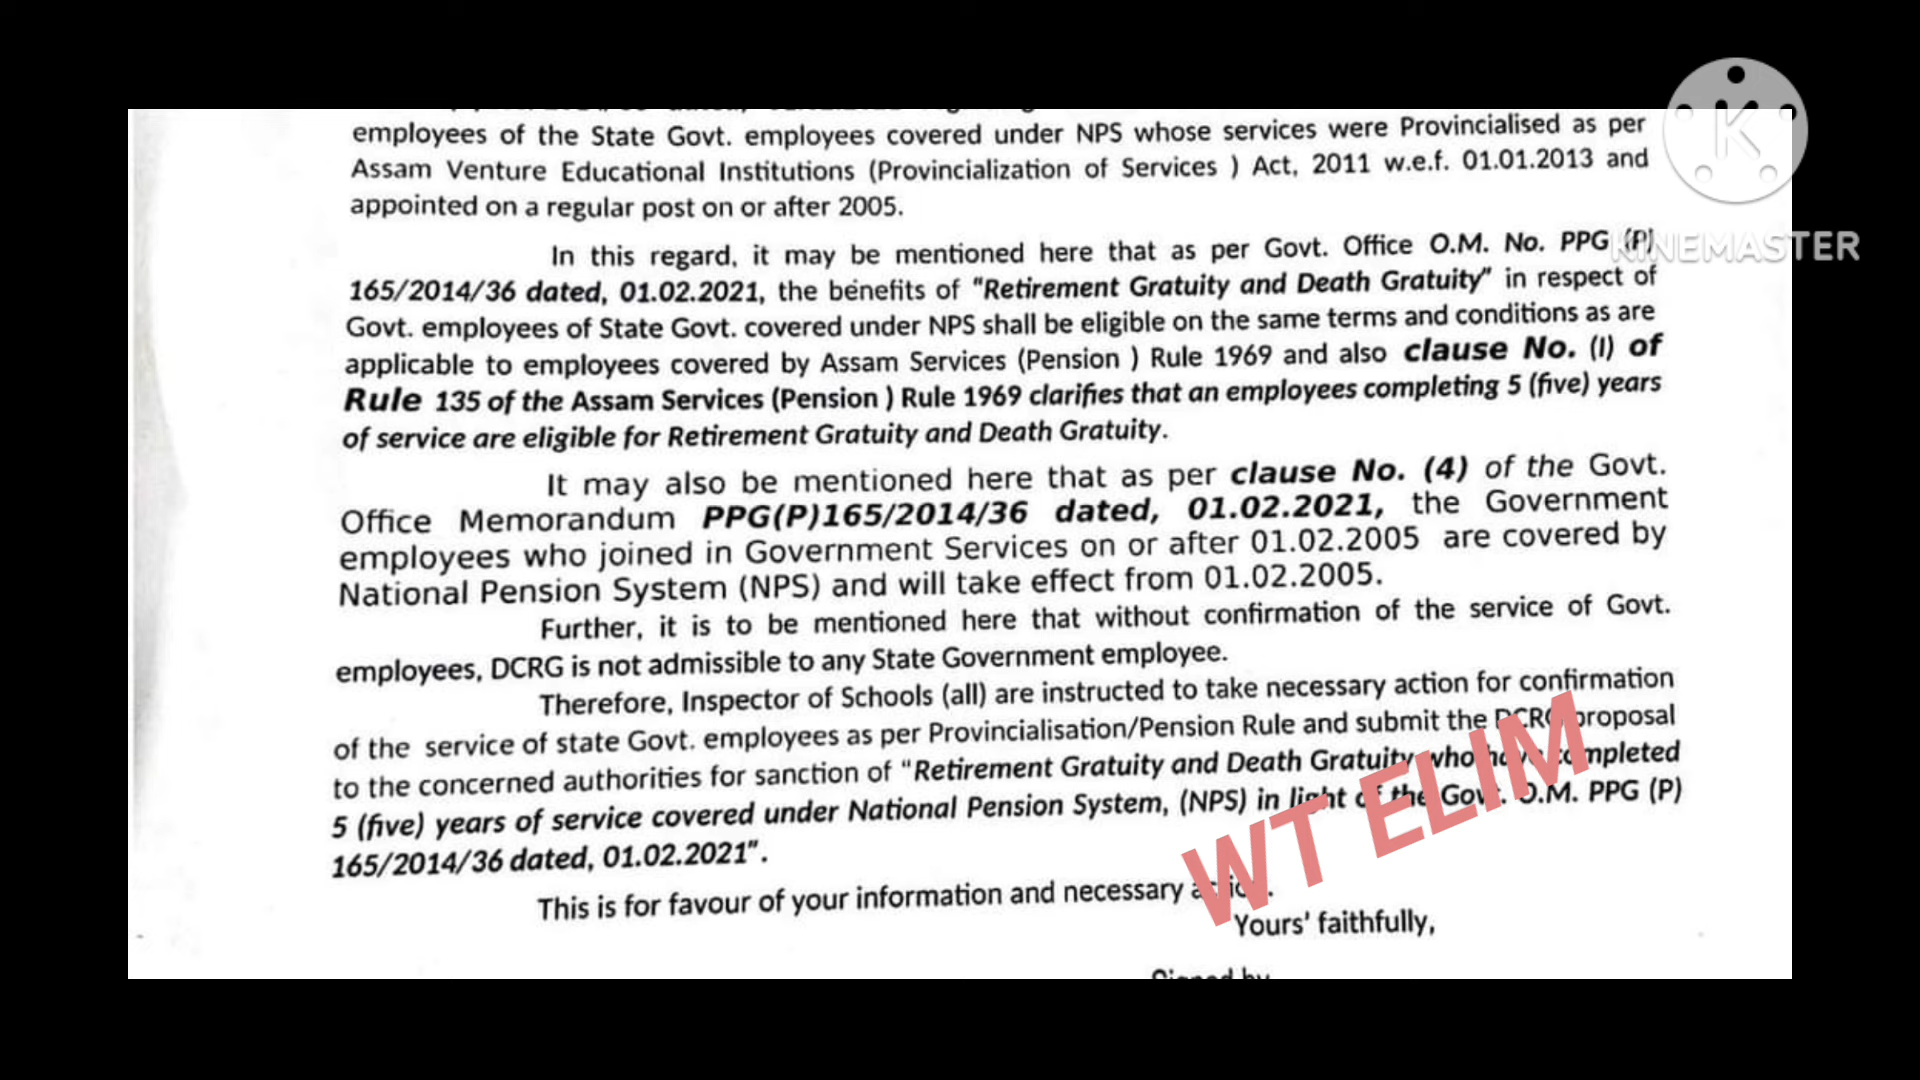 employees of the State Govt. employees covered under NPS whose services were Provincialised as per
Assam Venture Educational Institutions (Provincialization of Services ) Act, 2011 w.e.f. 01.01.2013 and
appointed on a regular post on or after 2005.
In this regard, it may be mentioned here that as per Govt. Office O.M. No. PPG (P)
165/2014/36 dated, 01.02.2021, the benefits of "Retirement Gratuity and Death Gratuity" in respect of
Govt. employees of State Govt. covered under NPS shall be eligible on the same terms and conditions as are
applicable to employees covered by Assam Services (Pension ) Rule 1969 and also clause No. (I) of
Rule 135 of the Assam Services (Pension ) Rule 1969 clarifies that an employees completing 5 (five) years
of service are eligible for Retirement Gratuity and Death Gratuity.
It may also be mentioned here that as per clause No. (4) of the Govt.
Office Memorandum PPG(P)165/2014/36 dated, 01.02.2021, the Government
employees who joined in Government Services on or after 01.02.2005 are covered by
National Pension System (NPS) and will take effect from 01.02.2005.
Further, it is to be mentioned here that without confirmation of the service of Govt.
employees, DCRG is not admissible to any State Government employee.
Therefore, Inspector of Schools (all) are instructed to take necessary action for confirmation
of the service of state Govt. employees as per Provincialisation/Pension Rule and submit the DCRG proposal
to the concerned authorities for sanction of "Retirement Gratuity and Death Gratuity who have completed
5 (five) years of service covered under National Pension System, (NPS) in light of the Govt. O.M. PPG (P)
165/2014/36 dated, 01.02.2021".
This is for favour of your information and necessary action.
Yours' faithfully,
Signed by
K
KINEMASTER
WT ELIM